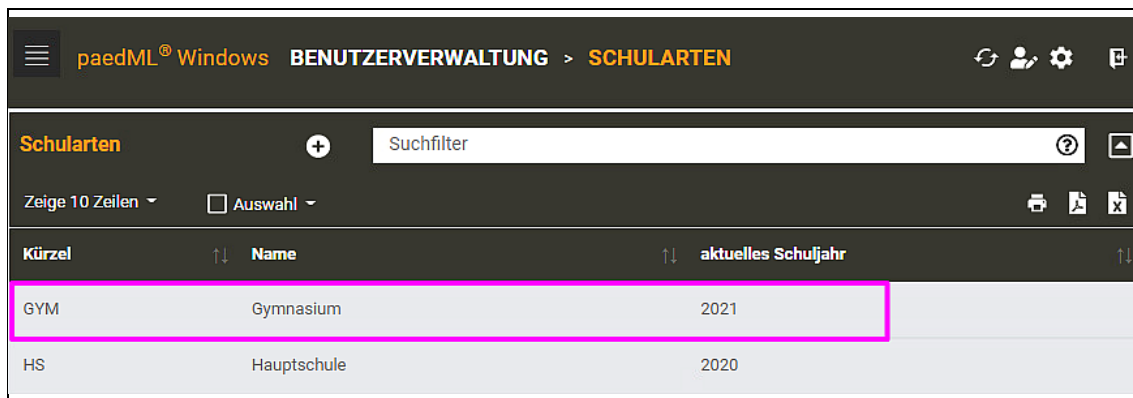 paedML® Windows BENUTZERVERWALTUNG > SCHULARTEN
Schularten Suchfilter
Zeige 10 Zeilen Auswahl
Kürzel Name aktuelles Schuljahr
GYM Gymnasium 2021
HS Hauptschule 2020